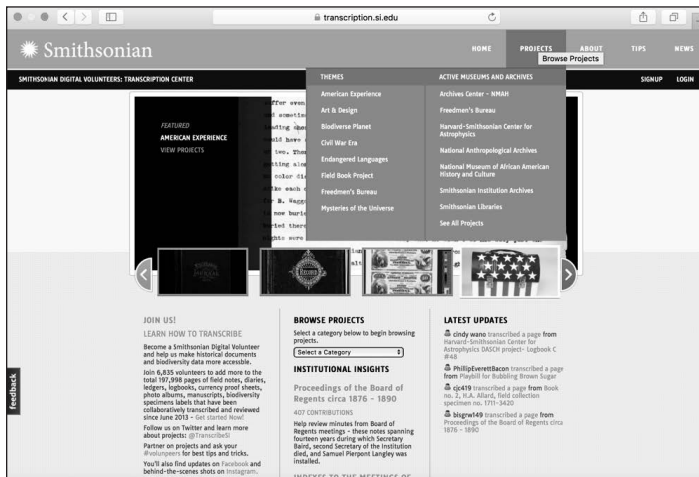 transcription.si.edu
Smithsonian
HOME PROJECTS ABOUT TIPS NEWS
Browse Projects
SMITHSONIAN DIGITAL VOLUNTEERS: TRANSCRIPTION CENTER
SIGNUP LOGIN
THEMES
American Experience
Art & Design
Biodiverse Planet
Civil War Era
Endangered Languages
Field Book Project
Freedmen's Bureau
Mysteries of the Universe
ACTIVE MUSEUMS AND ARCHIVES
Archives Center - NMAH
Freedmen's Bureau
Harvard-Smithsonian Center for
Astrophysics
National Anthropological Archives
National Museum of African American
History and Culture
Smithsonian Institution Archives
Smithsonian Libraries
See All Projects
FEATURED
AMERICAN EXPERIENCE
VIEW PROJECTS
RECORD
feedback
JOIN US!
LEARN HOW TO TRANSCRIBE
Become a Smithsonian Digital Volunteer
and help us make historical documents
and biodiversity data more accessible.
Join 6,835 volunteers to add more to the
total 197,998 pages of field notes, diaries,
ledgers, logbooks, currency proof sheets,
photo albums, manuscripts, biodiversity
specimens labels that have been
collaboratively transcribed and reviewed
since June 2013 - Get started Now!
Follow us on Twitter and learn more
about projects: @TranscribeSI
Partner on projects and ask your
#volunpeers for best tips and tricks.
You'll also find updates on Facebook and
behind-the-scenes shots on Instagram.
BROWSE PROJECTS
Select a category below to begin browsing
projects.
Select a Category
INSTITUTIONAL INSIGHTS
Proceedings of the Board of
Regents circa 1876 - 1890
407 CONTRIBUTIONS
Help review minutes from Board of
Regents meetings - these notes spanning
fourteen years during which Secretary
Baird, second Secretary of the Institution
died, and Samuel Pierpont Langley was
installed.
INDEXES TO THE MEETINGS OF
LATEST UPDATES
cindy wano transcribed a page from
Harvard-Smithsonian Center for
Astrophysics DASCH project- Logbook C
#48
PhillipEverettBacon transcribed a page
from Playbill for Bubbling Brown Sugar
cjc419 transcribed a page from Book
no. 2, H.A. Allard, field collection
specimen no. 1711-3420
bisgrw149 transcribed a page from
Proceedings of the Board of Regents circa
1876 - 1890